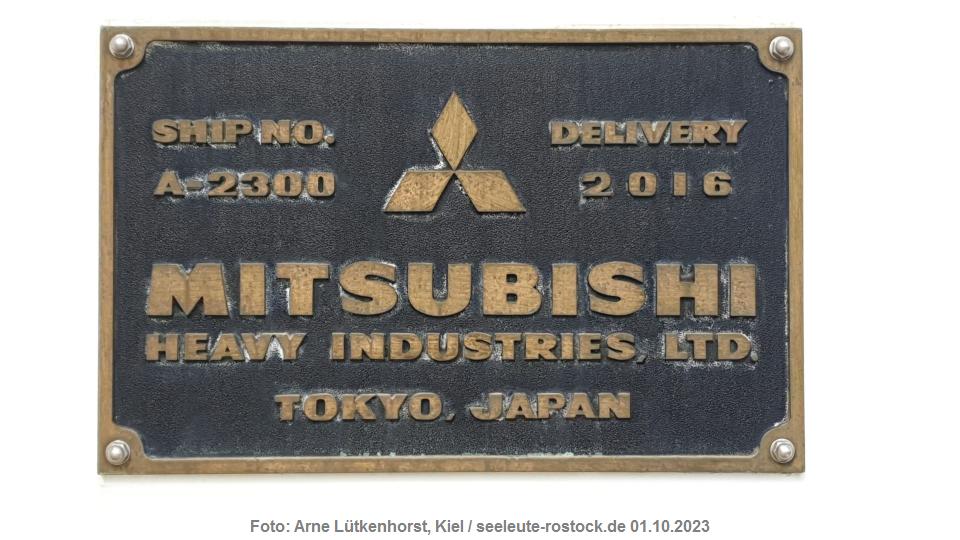 SHIP NO.
DELIVERY
A-2300
2016
MITSUBISHI
HEAVY INDUSTRIES, LTD.
TOKYO, JAPAN
Foto: Arne Lütkenhorst, Kiel / seeleute-rostock.de 01.10.2023